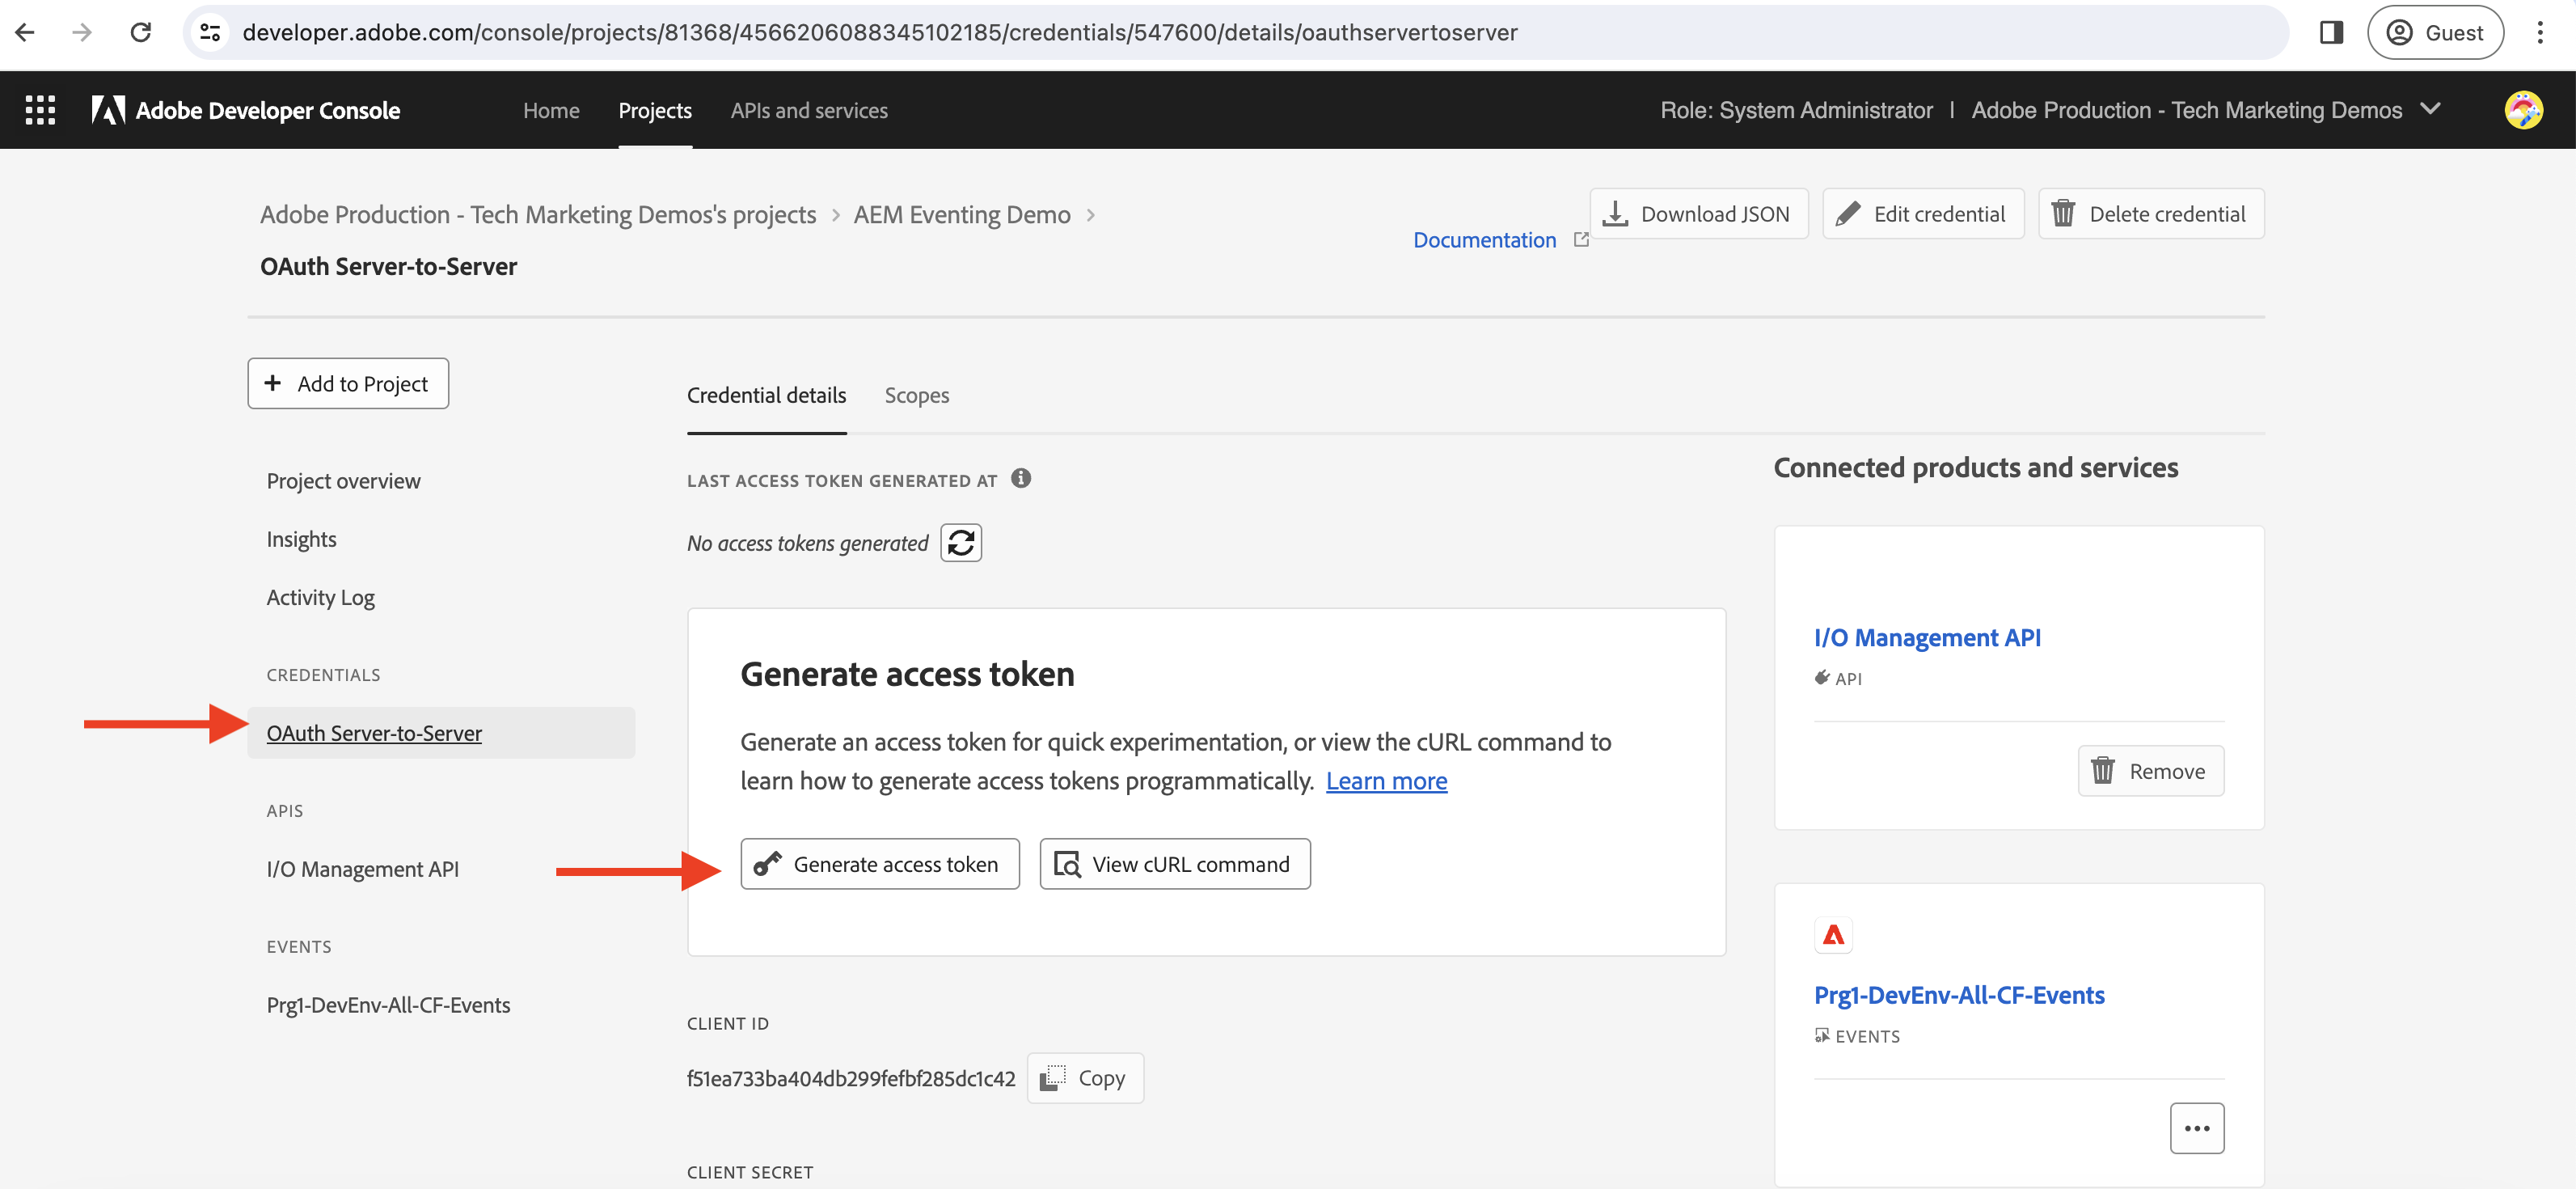 developer.adobe.com/console/projects/81368/4566206088345102185/credentials/547600/details/oauthservertoserver
Guest
Adobe Developer Console
Home
Projects
APIs and services
Role: System Administrator | Adobe Production - Tech Marketing Demos
Adobe Production - Tech Marketing Demos's projects > AEM Eventing Demo >
OAuth Server-to-Server
Documentation
Download JSON
Edit credential
Delete credential
+ Add to Project
Project overview
Insights
Activity Log
CREDENTIALS
OAuth Server-to-Server
APIS
I/O Management API
EVENTS
Prg1-DevEnv-All-CF-Events
Credential details
Scopes
LAST ACCESS TOKEN GENERATED AT
No access tokens generated
Generate access token
Generate an access token for quick experimentation, or view the cURL command to
learn how to generate access tokens programmatically. Learn more
Generate access token
View cURL command
CLIENT ID
f51ea733ba404db299fefbf285dc1c42
Copy
CLIENT SECRET
Connected products and services
I/O Management API
API
Remove
Prg1-DevEnv-All-CF-Events
EVENTS